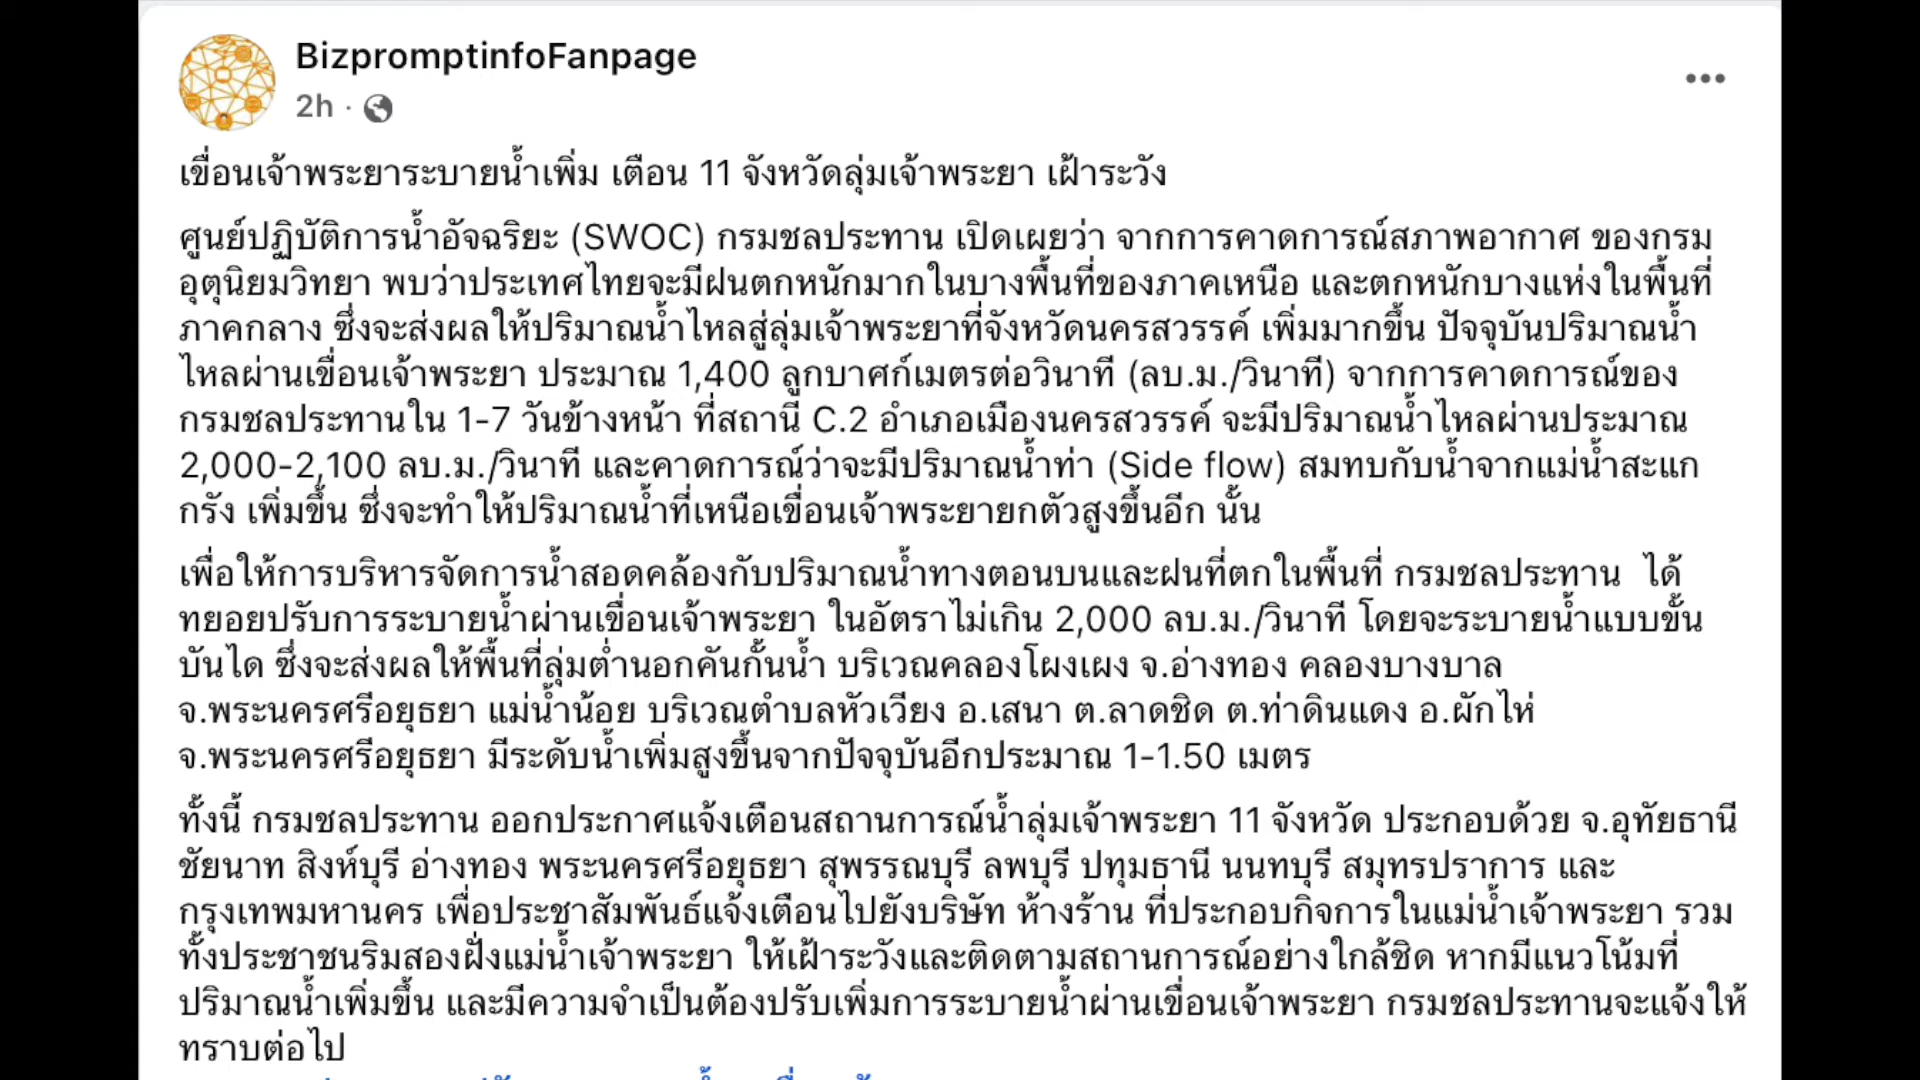 BizpromptinfoFanpage
2h ·
เขื่อนเจ้าพระยาระบายน้ำเพิ่ม เตือน 11 จังหวัดลุ่มเจ้าพระยา เฝ้าระวัง
ศูนย์ปฏิบัติการน้ำอัจฉริยะ (SWOC) กรมชลประทาน เปิดเผยว่า จากการคาดการณ์สภาพอากาศ ของกรม
อุตุนิยมวิทยา พบว่าประเทศไทยจะมีฝนตกหนักมากในบางพื้นที่ของภาคเหนือ และตกหนักบางแห่งในพื้นที่
ภาคกลาง ซึ่งจะส่งผลให้ปริมาณน้ำไหลสู่ลุ่มเจ้าพระยาที่จังหวัดนครสวรรค์ เพิ่มมากขึ้น ปัจจุบันปริมาณน้ำ
ไหลผ่านเขื่อนเจ้าพระยา ประมาณ 1,400 ลูกบาศก์เมตรต่อวินาที (ลบ.ม./วินาที) จากการคาดการณ์ของ
กรมชลประทานใน 1-7 วันข้างหน้า ที่สถานี C.2 อำเภอเมืองนครสวรรค์ จะมีปริมาณน้ำไหลผ่านประมาณ
2,000-2,100 ลบ.ม./วินาที และคาดการณ์ว่าจะมีปริมาณน้ำท่า (Side flow) สมทบกับน้ำจากแม่น้ำสะแก
กรัง เพิ่มขึ้น ซึ่งจะทำให้ปริมาณน้ำที่เหนือเขื่อนเจ้าพระยายกตัวสูงขึ้นอีก นั้น
เพื่อให้การบริหารจัดการน้ำสอดคล้องกับปริมาณน้ำทางตอนบนและฝนที่ตกในพื้นที่ กรมชลประทาน  ได้
ทยอยปรับการระบายน้ำผ่านเขื่อนเจ้าพระยา ในอัตราไม่เกิน 2,000 ลบ.ม./วินาที โดยจะระบายน้ำแบบขั้น
บันได ซึ่งจะส่งผลให้พื้นที่ลุ่มต่ำนอกคันกั้นน้ำ บริเวณคลองโผงเผง จ.อ่างทอง คลองบางบาล
จ.พระนครศรีอยุธยา แม่น้ำน้อย บริเวณตำบลหัวเวียง อ.เสนา ต.ลาดชิด ต.ท่าดินแดง อ.ผักไห่
จ.พระนครศรีอยุธยา มีระดับน้ำเพิ่มสูงขึ้นจากปัจจุบันอีกประมาณ 1-1.50 เมตร
ทั้งนี้ กรมชลประทาน ออกประกาศแจ้งเตือนสถานการณ์น้ำลุ่มเจ้าพระยา 11 จังหวัด ประกอบด้วย จ.อุทัยธานี
ชัยนาท สิงห์บุรี อ่างทอง พระนครศรีอยุธยา สุพรรณบุรี ลพบุรี ปทุมธานี นนทบุรี สมุทรปราการ และ
กรุงเทพมหานคร เพื่อประชาสัมพันธ์แจ้งเตือนไปยังบริษัท ห้างร้าน ที่ประกอบกิจการในแม่น้ำเจ้าพระยา รวม
ทั้งประชาชนริมสองฝั่งแม่น้ำเจ้าพระยา ให้เฝ้าระวังและติดตามสถานการณ์อย่างใกล้ชิด หากมีแนวโน้มที่
ปริมาณน้ำเพิ่มขึ้น และมีความจำเป็นต้องปรับเพิ่มการระบายน้ำผ่านเขื่อนเจ้าพระยา กรมชลประทานจะแจ้งให้
ทราบต่อไป